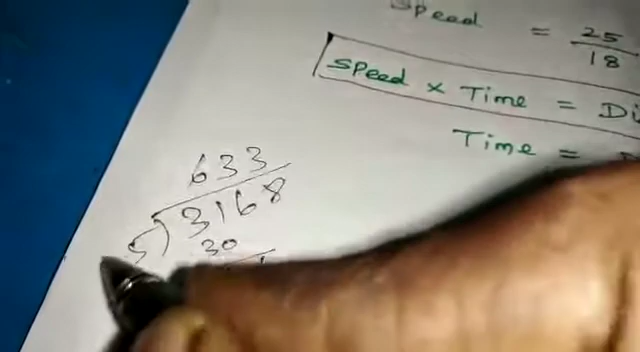 Speed = 25/18
Speed × Time = Di
Time =
633
5)3168
30